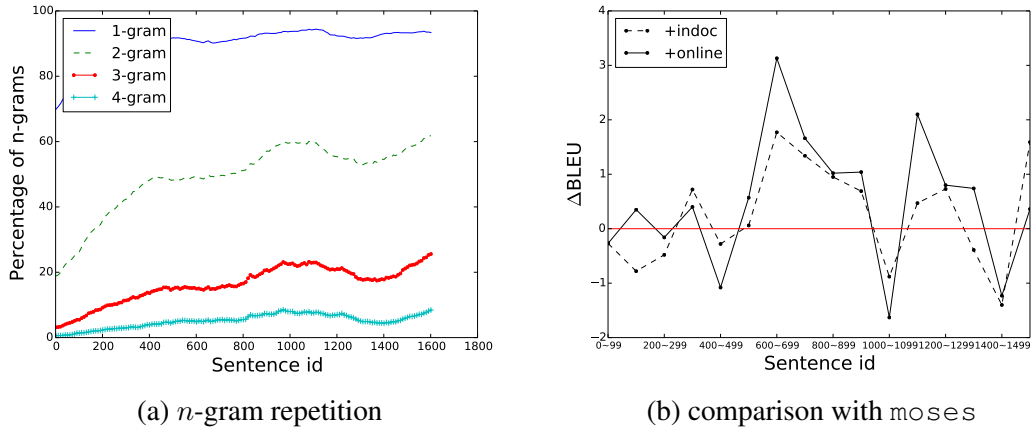 100
80
60
40
20
0
Percentage of n-grams
1-gram
2-gram
3-gram
4-gram
0 200 400 600 800 1000 1200 1400 1600 1800
Sentence id
(a) n-gram repetition
4
3
2
1
0
−1
−2
ΔBLEU
+indoc
+online
0~99 200~299 400~499 600~699 800~899 1000~1099 1200~1299 1400~1499
Sentence id
(b) comparison with moses